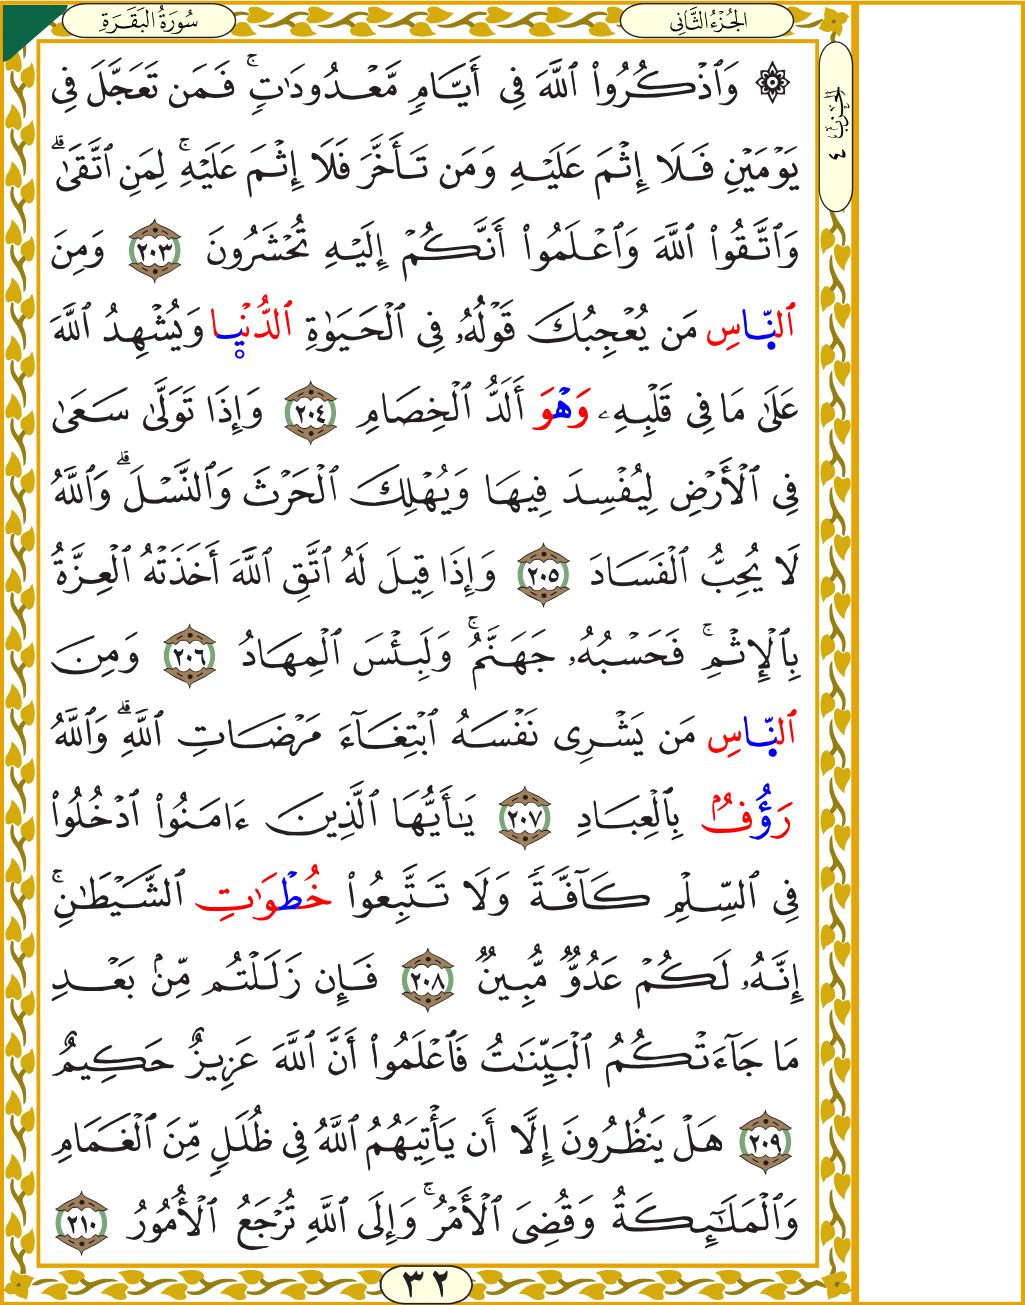 سُورَةُ البَقَرَةِ
الجُزْءُ الثَّانِي
الحِزْبُ ٤
۞ وَٱذْكُرُوا۟ ٱللَّهَ فِىٓ أَيَّامٍ مَّعْدُودَٰتٍ ۚ فَمَن تَعَجَّلَ فِى
يَوْمَيْنِ فَلَآ إِثْمَ عَلَيْهِ وَمَن تَأَخَّرَ فَلَآ إِثْمَ عَلَيْهِ ۚ لِمَنِ ٱتَّقَىٰ ۗ
وَٱتَّقُوا۟ ٱللَّهَ وَٱعْلَمُوٓا۟ أَنَّكُمْ إِلَيْهِ تُحْشَرُونَ ٢٠٣ وَمِنَ
ٱلنَّاسِ مَن يُعْجِبُكَ قَوْلُهُۥ فِى ٱلْحَيَوٰةِ ٱلدُّنْيَا وَيُشْهِدُ ٱللَّهَ
عَلَىٰ مَا فِى قَلْبِهِۦ وَهْوَ أَلَدُّ ٱلْخِصَامِ ٢٠٤ وَإِذَا تَوَلَّىٰ سَعَىٰ
فِى ٱلْأَرْضِ لِيُفْسِدَ فِيهَا وَيُهْلِكَ ٱلْحَرْثَ وَٱلنَّسْلَ ۗ وَٱللَّهُ
لَا يُحِبُّ ٱلْفَسَادَ ٢٠٥ وَإِذَا قِيلَ لَهُ ٱتَّقِ ٱللَّهَ أَخَذَتْهُ ٱلْعِزَّةُ
بِٱلْإِثْمِ ۚ فَحَسْبُهُۥ جَهَنَّمُ ۚ وَلَبِئْسَ ٱلْمِهَادُ ٢٠٦ وَمِنَ
ٱلنَّاسِ مَن يَشْرِى نَفْسَهُ ٱبْتِغَآءَ مَرْضَاتِ ٱللَّهِ ۗ وَٱللَّهُ
رَؤُفٌۢ بِٱلْعِبَادِ ٢٠٧ يَٰٓأَيُّهَا ٱلَّذِينَ ءَامَنُوا۟ ٱدْخُلُوا۟
فِى ٱلسِّلْمِ كَآفَّةً وَلَا تَتَّبِعُوا۟ خُطْوَٰتِ ٱلشَّيْطَٰنِ ۚ
إِنَّهُۥ لَكُمْ عَدُوٌّ مُّبِينٌ ٢٠٨ فَإِن زَلَلْتُم مِّنۢ بَعْدِ
مَا جَآءَتْكُمُ ٱلْبَيِّنَٰتُ فَٱعْلَمُوٓا۟ أَنَّ ٱللَّهَ عَزِيزٌ حَكِيمٌ
٢٠٩ هَلْ يَنظُرُونَ إِلَّآ أَن يَأْتِيَهُمُ ٱللَّهُ فِى ظُلَلٍ مِّنَ ٱلْغَمَامِ
وَٱلْمَلَٰٓئِكَةُ وَقُضِىَ ٱلْأَمْرُ ۚ وَإِلَى ٱللَّهِ تُرْجَعُ ٱلْأُمُورُ ٢١٠
٣٢